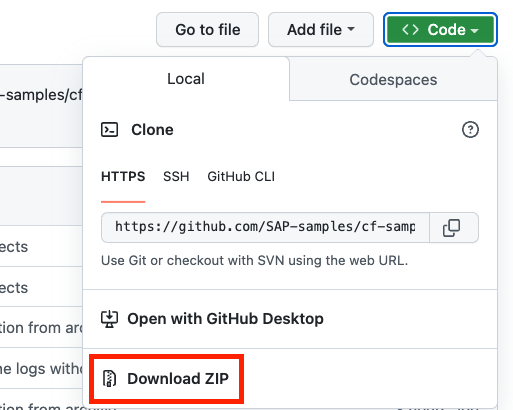 Go to file
Add file
<> Code
Local
Codespaces
-samples/cf
Clone
HTTPS
SSH
GitHub CLI
https://github.com/SAP-samples/cf-samp
Use Git or checkout with SVN using the web URL.
ects
ects
Open with GitHub Desktop
tion from
ne logs witho
Download ZIP
tion from